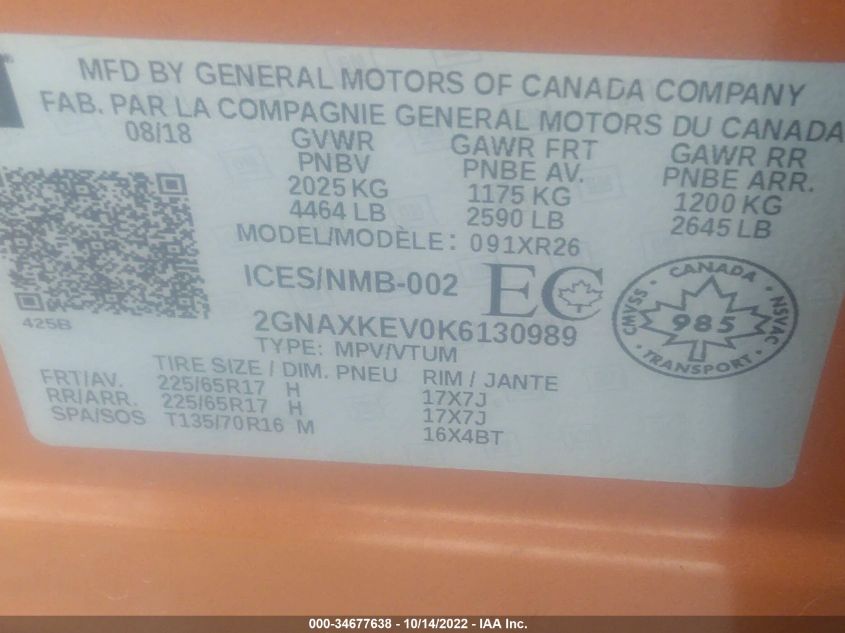 MFD BY GENERAL MOTORS OF CANADA COMPANY
FAB. PAR LA COMPAGNIE GENERAL MOTORS DU CANADA
08/18 GVWR GAWR FRT GAWR RR
PNBV PNBE AV. PNBE ARR.
2025 KG 1175 KG 1200 KG
4464 LB 2590 LB 2645 LB
MODEL/MODÈLE: 091XR26
ICES/NMB-002 EC
425B
2GNAXKEV0K6130989
CANADA
CMVSS 985 NSVAC
TRANSPORT
TYPE: MPV/VTUM
TIRE SIZE / DIM. PNEU RIM / JANTE
FRT/AV. 225/65R17 H 17X7J
RR/ARR. 225/65R17 H 17X7J
SPA/SOS T135/70R16 M 16X4BT
000-34677638 - 10/14/2022 - IAA Inc.